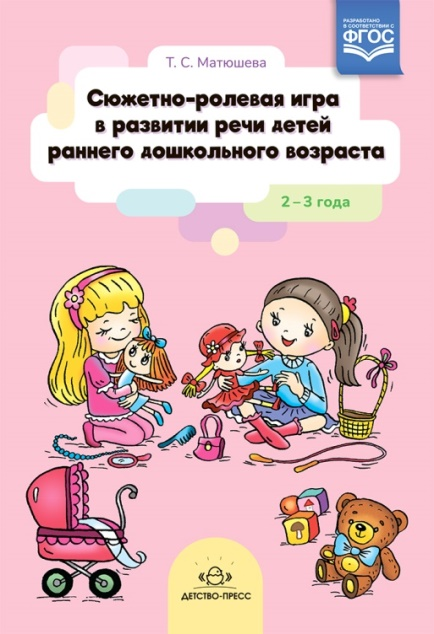 РАЗРАБОТАНО
В СООТВЕТСТВИИ С
ФГОС
Т. С. Матюшева
Сюжетно-ролевая игра
в развитии речи детей
раннего дошкольного возраста
2 – 3 года
ДЕТСТВО-ПРЕСС